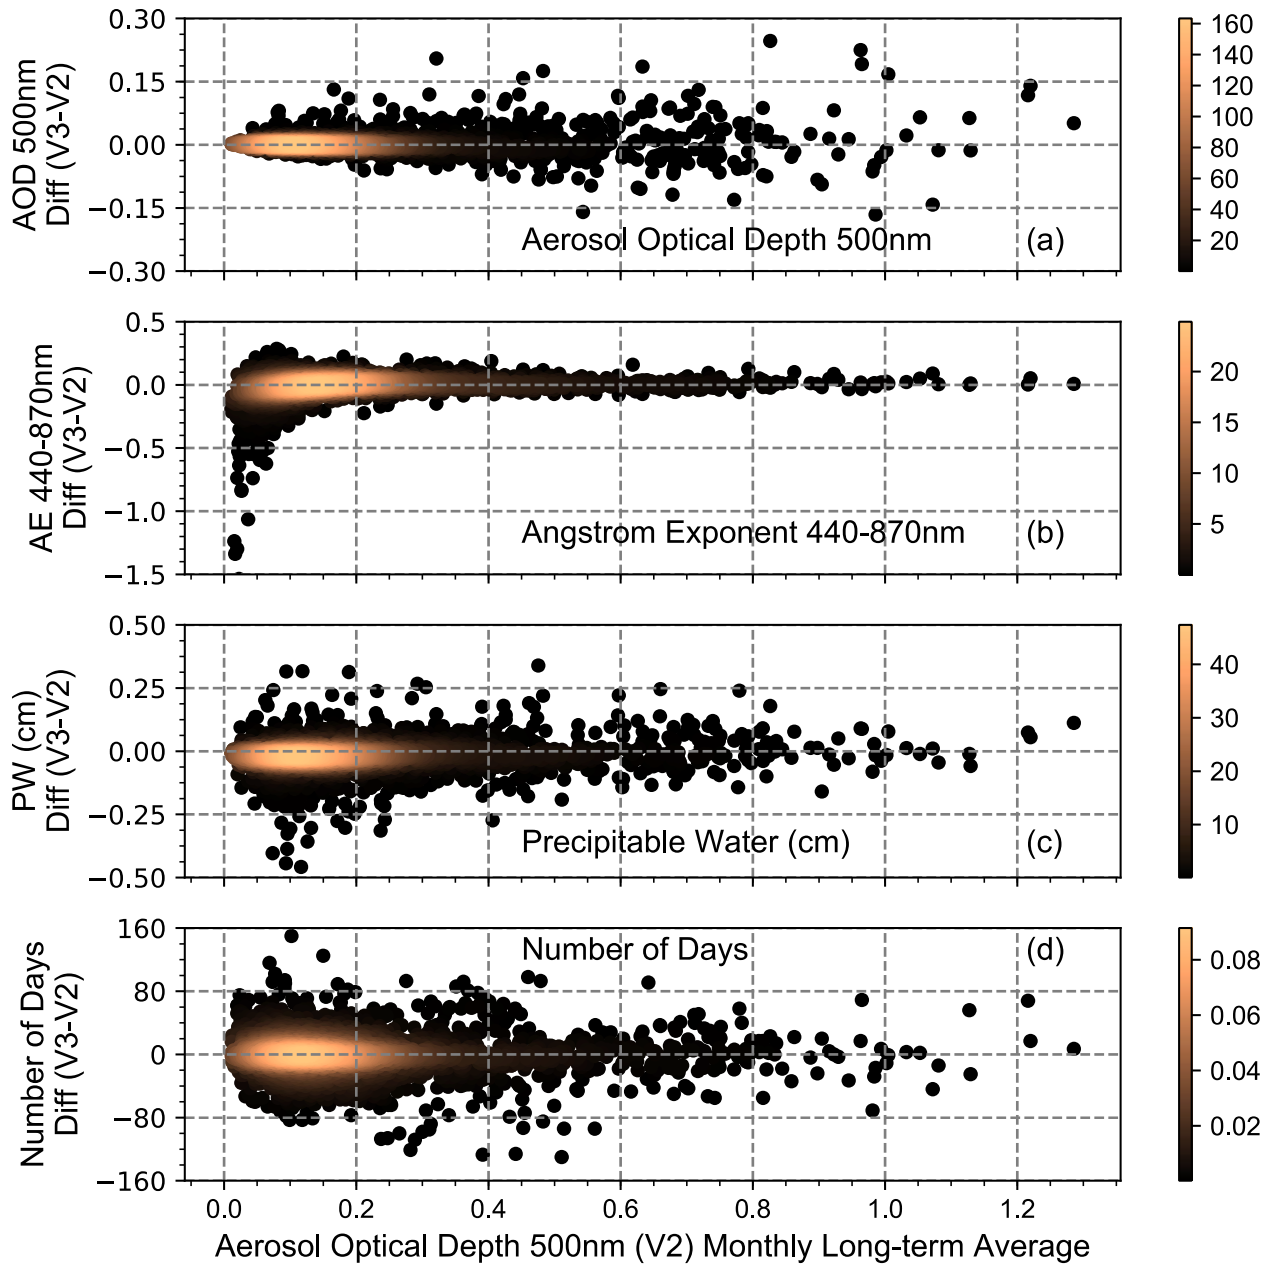 0.30
0.15
0.00
−0.15
−0.30
AOD 500nm
Diff (V3-V2)
Aerosol Optical Depth 500nm
(a)
160
140
120
100
80
60
40
20
0.5
0.0
−0.5
−1.0
−1.5
AE 440-870nm
Diff (V3-V2)
Angstrom Exponent 440-870nm
(b)
20
15
10
5
0.50
0.25
0.00
−0.25
−0.50
PW (cm)
Diff (V3-V2)
Precipitable Water (cm)
(c)
40
30
20
10
160
80
0
−80
−160
Number of Days
Diff (V3-V2)
Number of Days
(d)
0.08
0.06
0.04
0.02
0.0 0.2 0.4 0.6 0.8 1.0 1.2
Aerosol Optical Depth 500nm (V2) Monthly Long-term Average